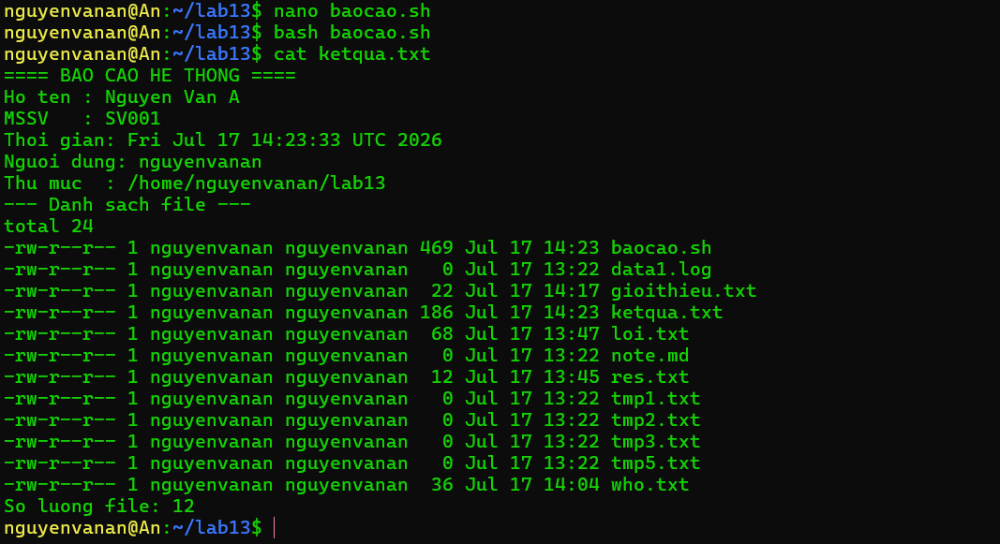 nguyenvanan@An:~/lab13$ nano baocao.sh
nguyenvanan@An:~/lab13$ bash baocao.sh
nguyenvanan@An:~/lab13$ cat ketqua.txt
==== BAO CAO HE THONG ====
Ho ten : Nguyen Van A
MSSV   : SV001
Thoi gian: Fri Jul 17 14:23:33 UTC 2026
Nguoi dung: nguyenvanan
Thu muc  : /home/nguyenvanan/lab13
--- Danh sach file ---
total 24
-rw-r--r-- 1 nguyenvanan nguyenvanan 469 Jul 17 14:23 baocao.sh
-rw-r--r-- 1 nguyenvanan nguyenvanan   0 Jul 17 13:22 data1.log
-rw-r--r-- 1 nguyenvanan nguyenvanan  22 Jul 17 14:17 gioithieu.txt
-rw-r--r-- 1 nguyenvanan nguyenvanan 186 Jul 17 14:23 ketqua.txt
-rw-r--r-- 1 nguyenvanan nguyenvanan  68 Jul 17 13:47 loi.txt
-rw-r--r-- 1 nguyenvanan nguyenvanan   0 Jul 17 13:22 note.md
-rw-r--r-- 1 nguyenvanan nguyenvanan  12 Jul 17 13:45 res.txt
-rw-r--r-- 1 nguyenvanan nguyenvanan   0 Jul 17 13:22 tmp1.txt
-rw-r--r-- 1 nguyenvanan nguyenvanan   0 Jul 17 13:22 tmp2.txt
-rw-r--r-- 1 nguyenvanan nguyenvanan   0 Jul 17 13:22 tmp3.txt
-rw-r--r-- 1 nguyenvanan nguyenvanan   0 Jul 17 13:22 tmp5.txt
-rw-r--r-- 1 nguyenvanan nguyenvanan  36 Jul 17 14:04 who.txt
So luong file: 12
nguyenvanan@An:~/lab13$